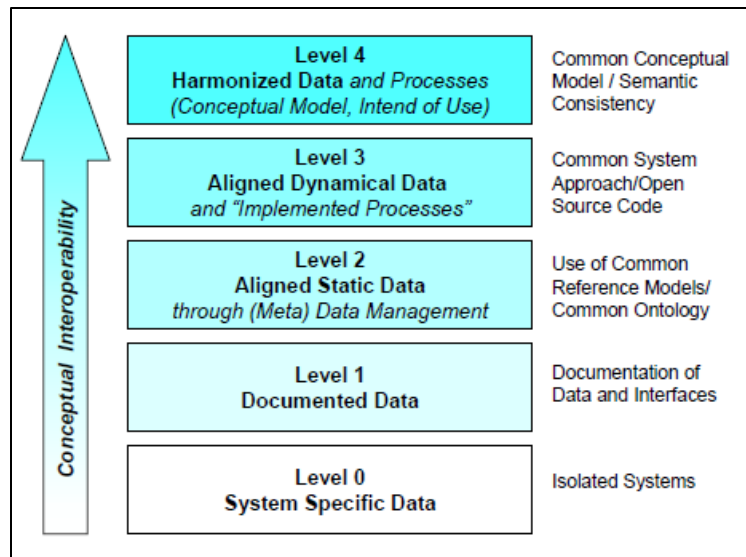 Conceptual Interoperability
Level 4
Harmonized Data and Processes
(Conceptual Model, Intend of Use)
Common Conceptual
Model / Semantic
Consistency
Level 3
Aligned Dynamical Data
and “Implemented Processes”
Common System
Approach/Open
Source Code
Level 2
Aligned Static Data
through (Meta) Data Management
Use of Common
Reference Models/
Common Ontology
Level 1
Documented Data
Documentation of
Data and Interfaces
Level 0
System Specific Data
Isolated Systems